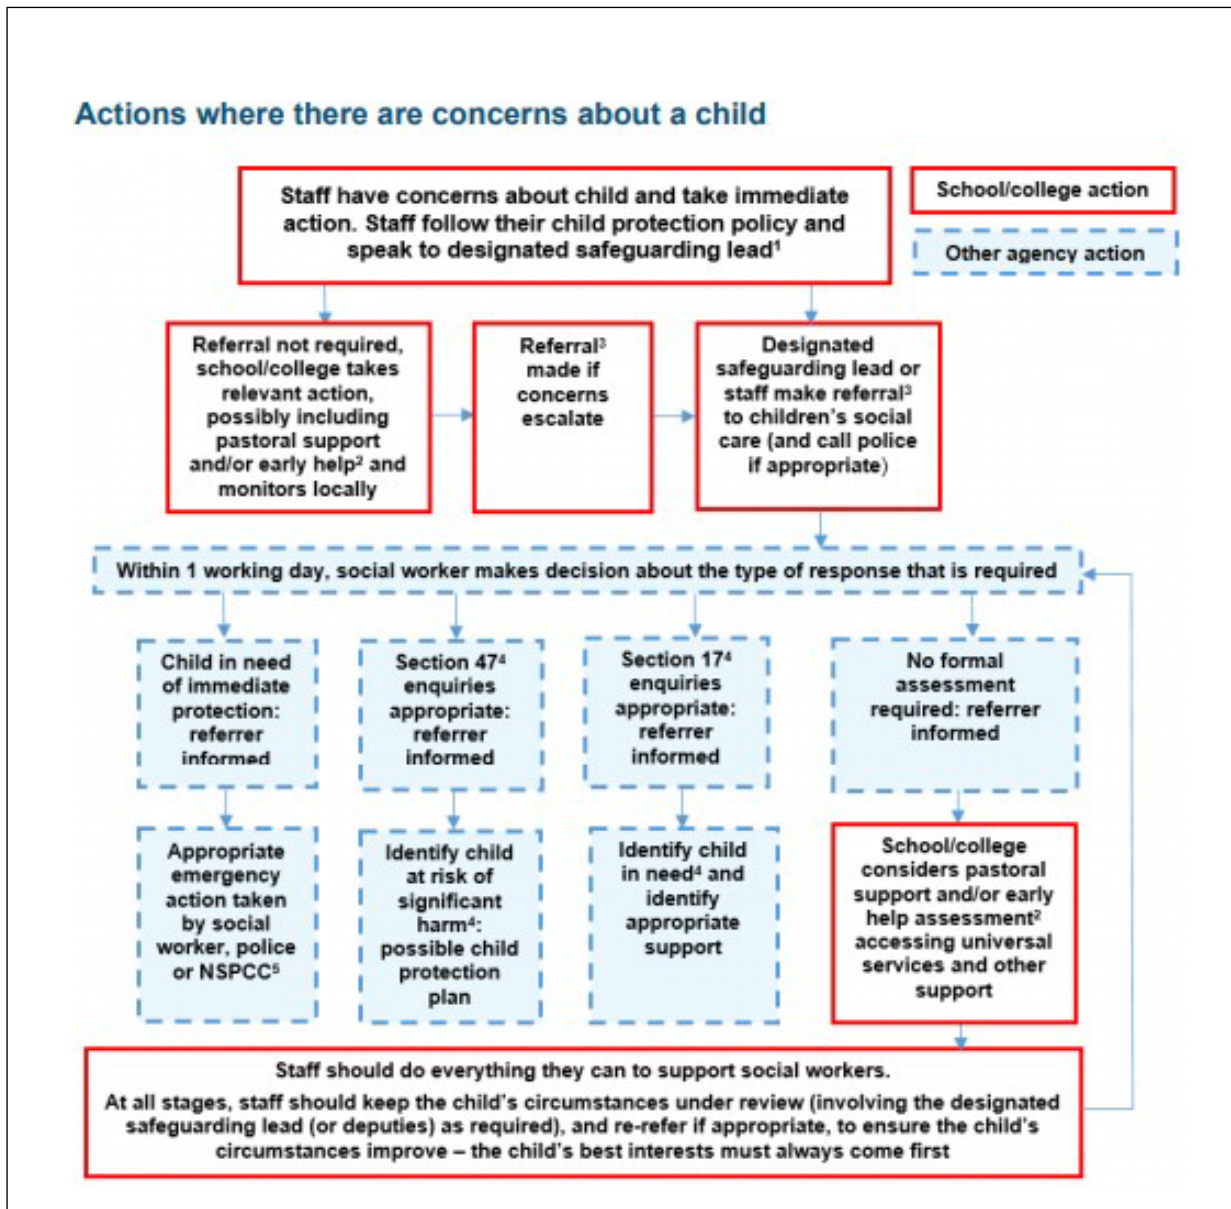 Actions where there are concerns about a child
Staff have concerns about child and take immediate
action. Staff follow their child protection policy and
speak to designated safeguarding lead¹
School/college action
Other agency action
Referral not required,
school/college takes
relevant action,
possibly including
pastoral support
and/or early help² and
monitors locally
Referral³
made if
concerns
escalate
Designated
safeguarding lead or
staff make referral³
to children's social
care (and call police
if appropriate)
Within 1 working day, social worker makes decision about the type of response that is required
Child in need
of immediate
protection:
referrer
informed
Section 47⁴
enquiries
appropriate:
referrer
informed
Section 17⁴
enquiries
appropriate:
referrer
informed
No formal
assessment
required: referrer
informed
Appropriate
emergency
action taken
by social
worker, police
or NSPCC⁵
Identify child
at risk of
significant
harm⁴:
possible child
protection
plan
Identify child
in need⁴ and
identify
appropriate
support
School/college
considers pastoral
support and/or early
help assessment²
accessing universal
services and other
support
Staff should do everything they can to support social workers.
At all stages, staff should keep the child's circumstances under review (involving the designated
safeguarding lead (or deputies) as required), and re-refer if appropriate, to ensure the child's
circumstances improve – the child's best interests must always come first